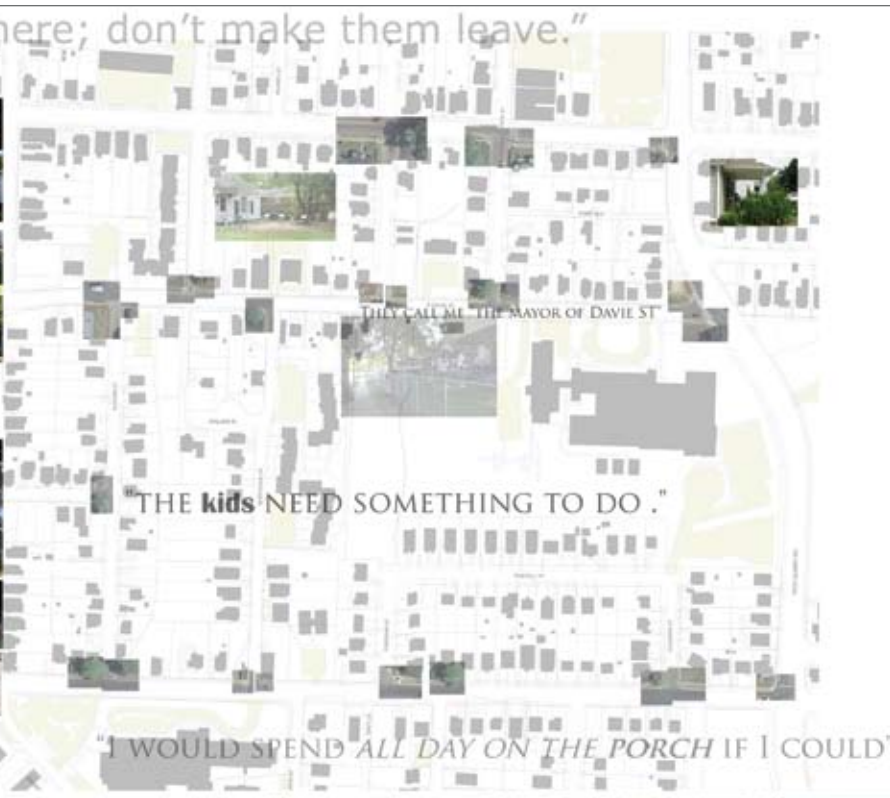 here; don't make them leave."
THEY CALL ME "THE MAYOR OF DAVIE ST
"THE kids NEED SOMETHING TO DO ."
"I WOULD SPEND ALL DAY ON THE PORCH IF I COULD"